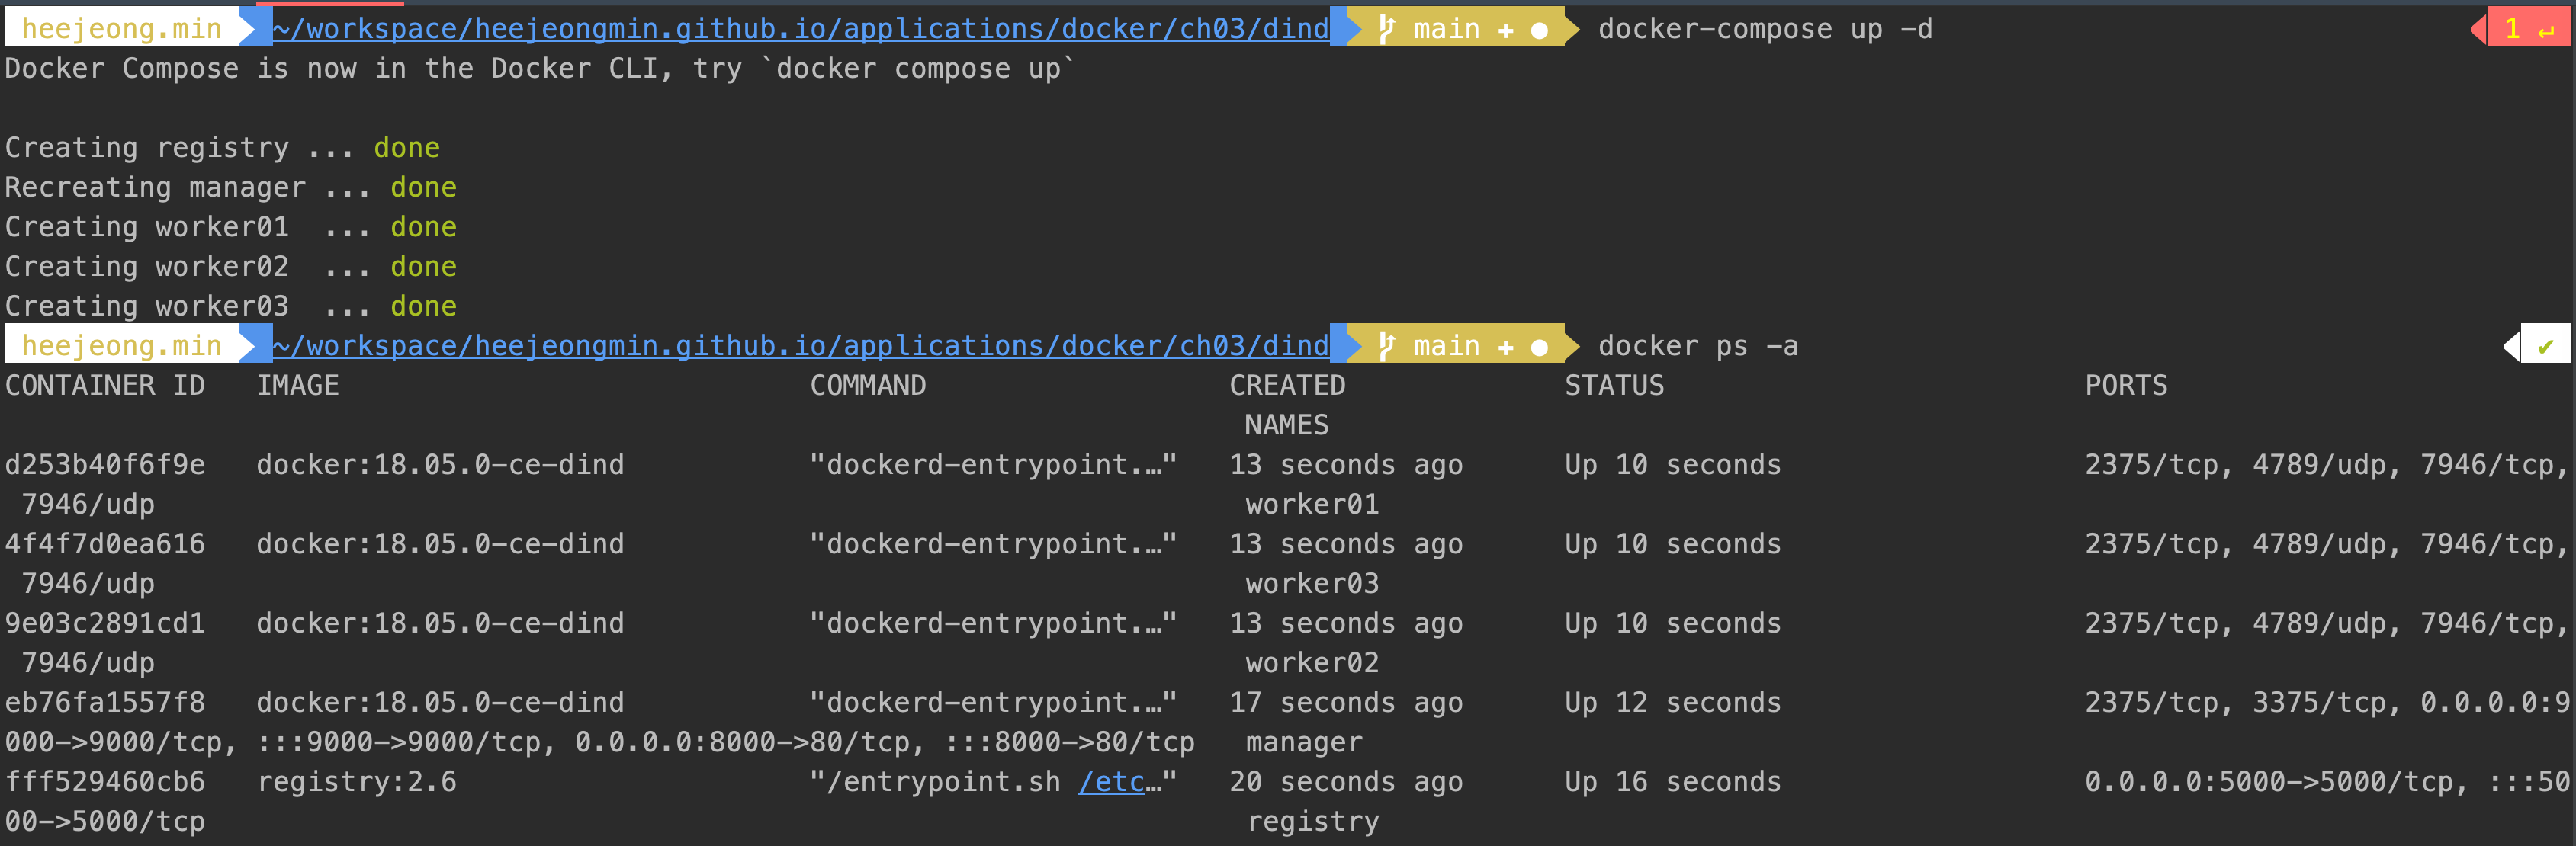 heejeong.min ~/workspace/heejeongmin.github.io/applications/docker/ch03/dind main + ● docker-compose up -d 1 ↵
Docker Compose is now in the Docker CLI, try `docker compose up`
Creating registry ... done
Recreating manager ... done
Creating worker01  ... done
Creating worker02  ... done
Creating worker03  ... done
heejeong.min ~/workspace/heejeongmin.github.io/applications/docker/ch03/dind main + ● docker ps -a ✔
CONTAINER ID   IMAGE                            COMMAND                  CREATED             STATUS                         PORTS
NAMES
d253b40f6f9e   docker:18.05.0-ce-dind           "dockerd-entrypoint.…"   13 seconds ago      Up 10 seconds                  2375/tcp, 4789/udp, 7946/tcp,
7946/udp                                                                  worker01
4f4f7d0ea616   docker:18.05.0-ce-dind           "dockerd-entrypoint.…"   13 seconds ago      Up 10 seconds                  2375/tcp, 4789/udp, 7946/tcp,
7946/udp                                                                  worker03
9e03c2891cd1   docker:18.05.0-ce-dind           "dockerd-entrypoint.…"   13 seconds ago      Up 10 seconds                  2375/tcp, 4789/udp, 7946/tcp,
7946/udp                                                                  worker02
eb76fa1557f8   docker:18.05.0-ce-dind           "dockerd-entrypoint.…"   17 seconds ago      Up 12 seconds                  2375/tcp, 3375/tcp, 0.0.0.0:9
000->9000/tcp, :::9000->9000/tcp, 0.0.0.0:8000->80/tcp, :::8000->80/tcp   manager
fff529460cb6   registry:2.6                     "/entrypoint.sh /etc…"   20 seconds ago      Up 16 seconds                  0.0.0.0:5000->5000/tcp, :::50
00->5000/tcp                                                              registry